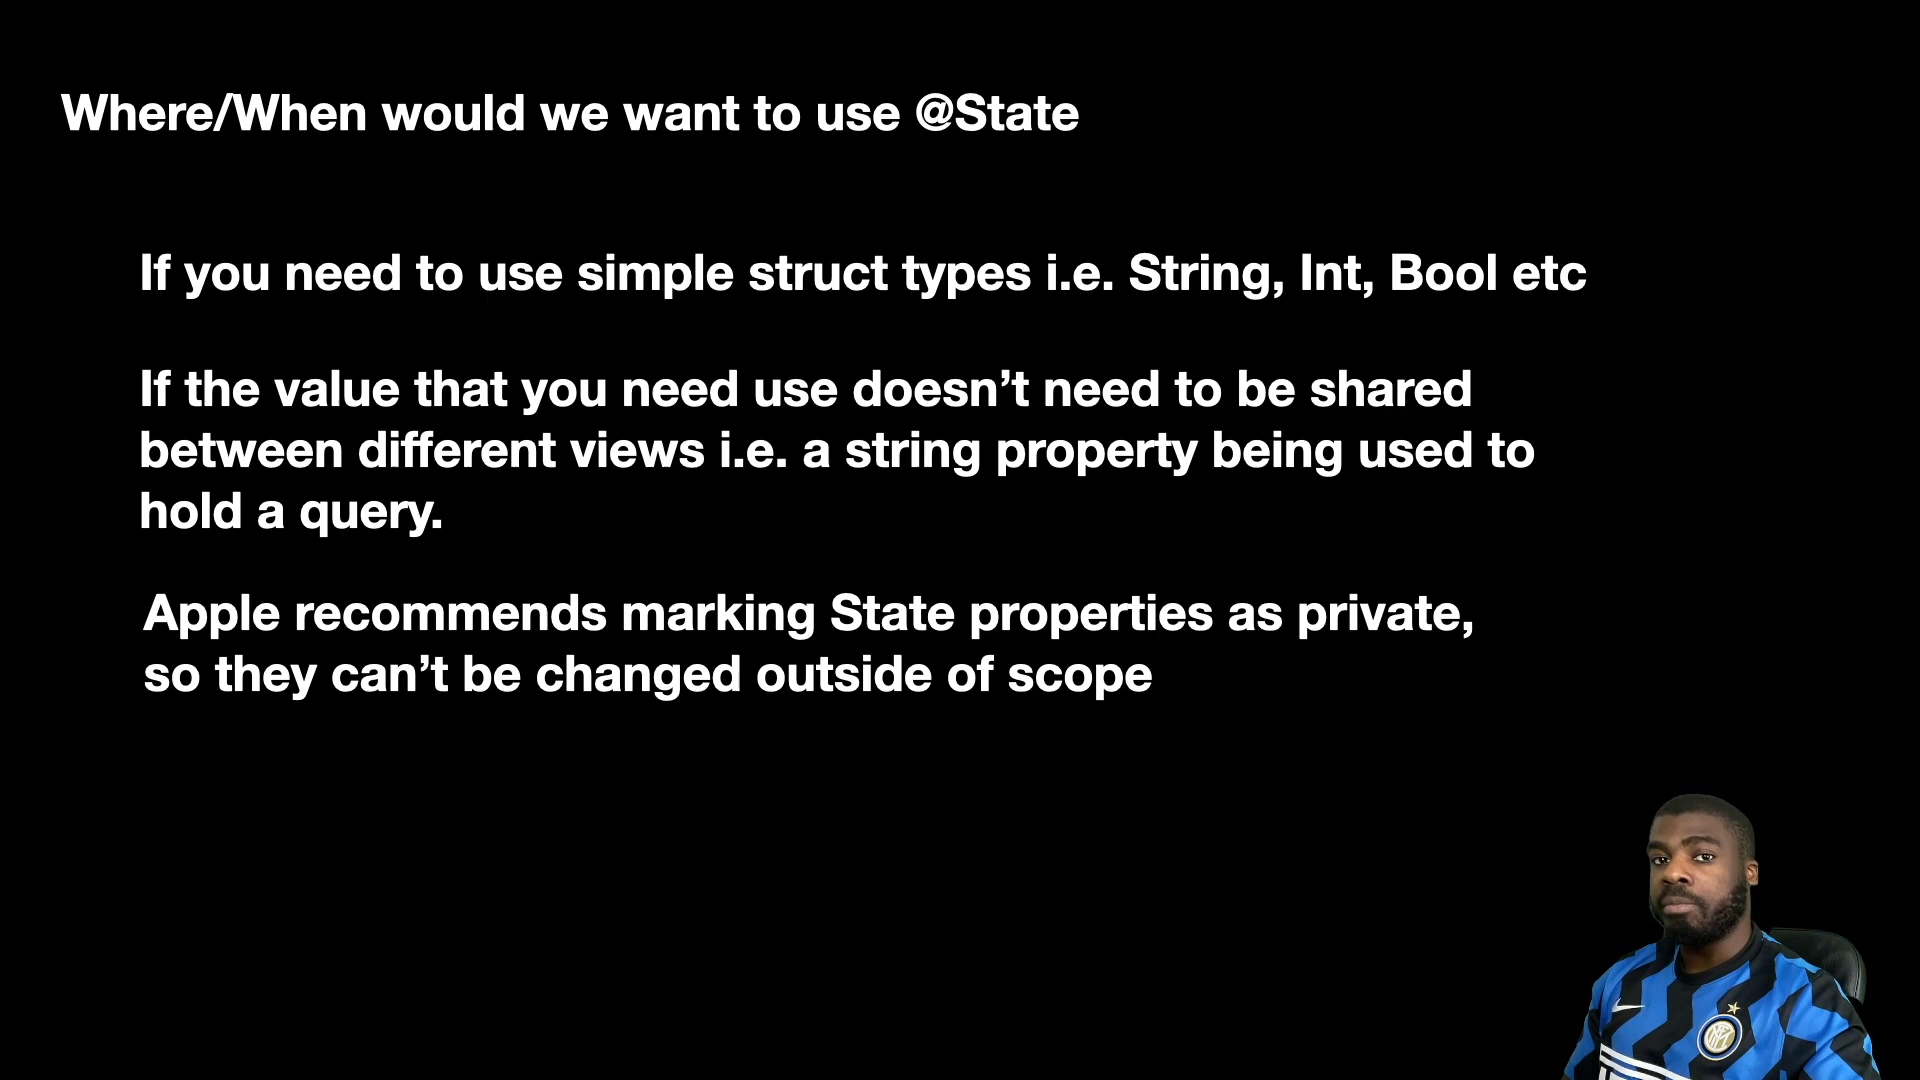 Where/When would we want to use @State
If you need to use simple struct types i.e. String, Int, Bool etc
If the value that you need use doesn’t need to be shared
between different views i.e. a string property being used to
hold a query.
Apple recommends marking State properties as private,
so they can’t be changed outside of scope